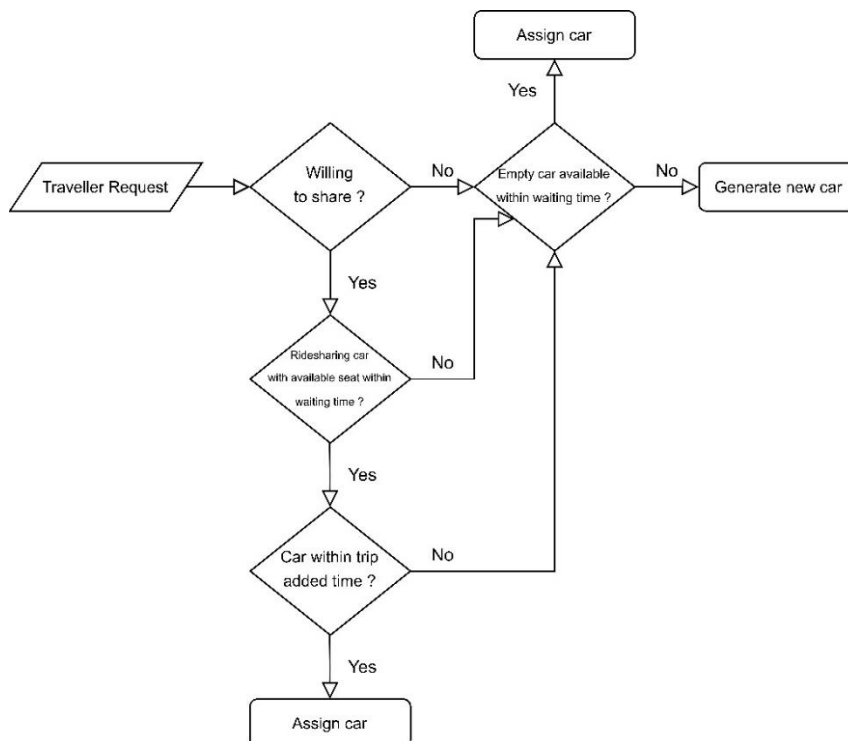 Assign car
Yes
Traveller Request
Willing
to share ?
No
Empty car available
within waiting time ?
No
Generate new car
Yes
Ridesharing car
with available seat within
waiting time ?
No
Yes
Car within trip
added time ?
No
Yes
Assign car